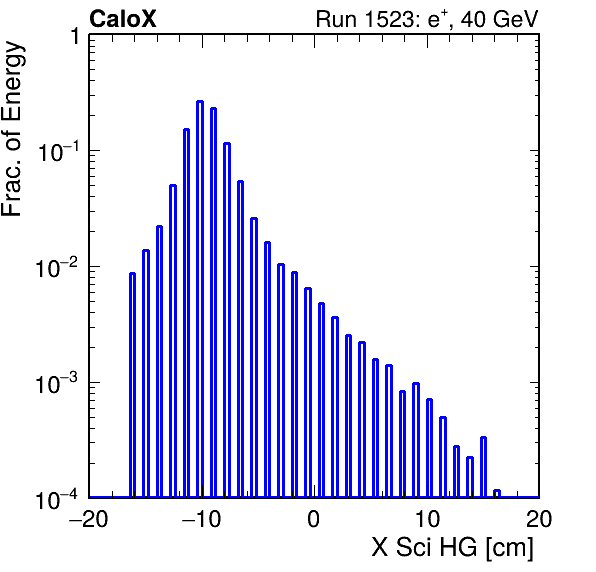 CaloX Run 1523: e⁺, 40 GeV
Frac. of Energy
1
10⁻¹
10⁻²
10⁻³
10⁻⁴
−20 −10 0 10 20
X Sci HG [cm]